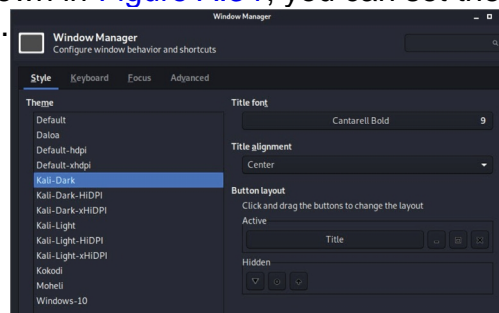 own in Figure A.34, you can set the
.
Window Manager
Window Manager
Configure window behavior and shortcuts
Style Keyboard Focus Advanced
Theme
Default
Daloa
Default-hdpi
Default-xhdpi
Kali-Dark
Kali-Dark-HiDPI
Kali-Dark-xHiDPI
Kali-Light
Kali-Light-HiDPI
Kali-Light-xHiDPI
Kokodi
Moheli
Windows-10
Title font
Cantarell Bold 9
Title alignment
Center
Button layout
Click and drag the buttons to change the layout
Active
Title
Hidden